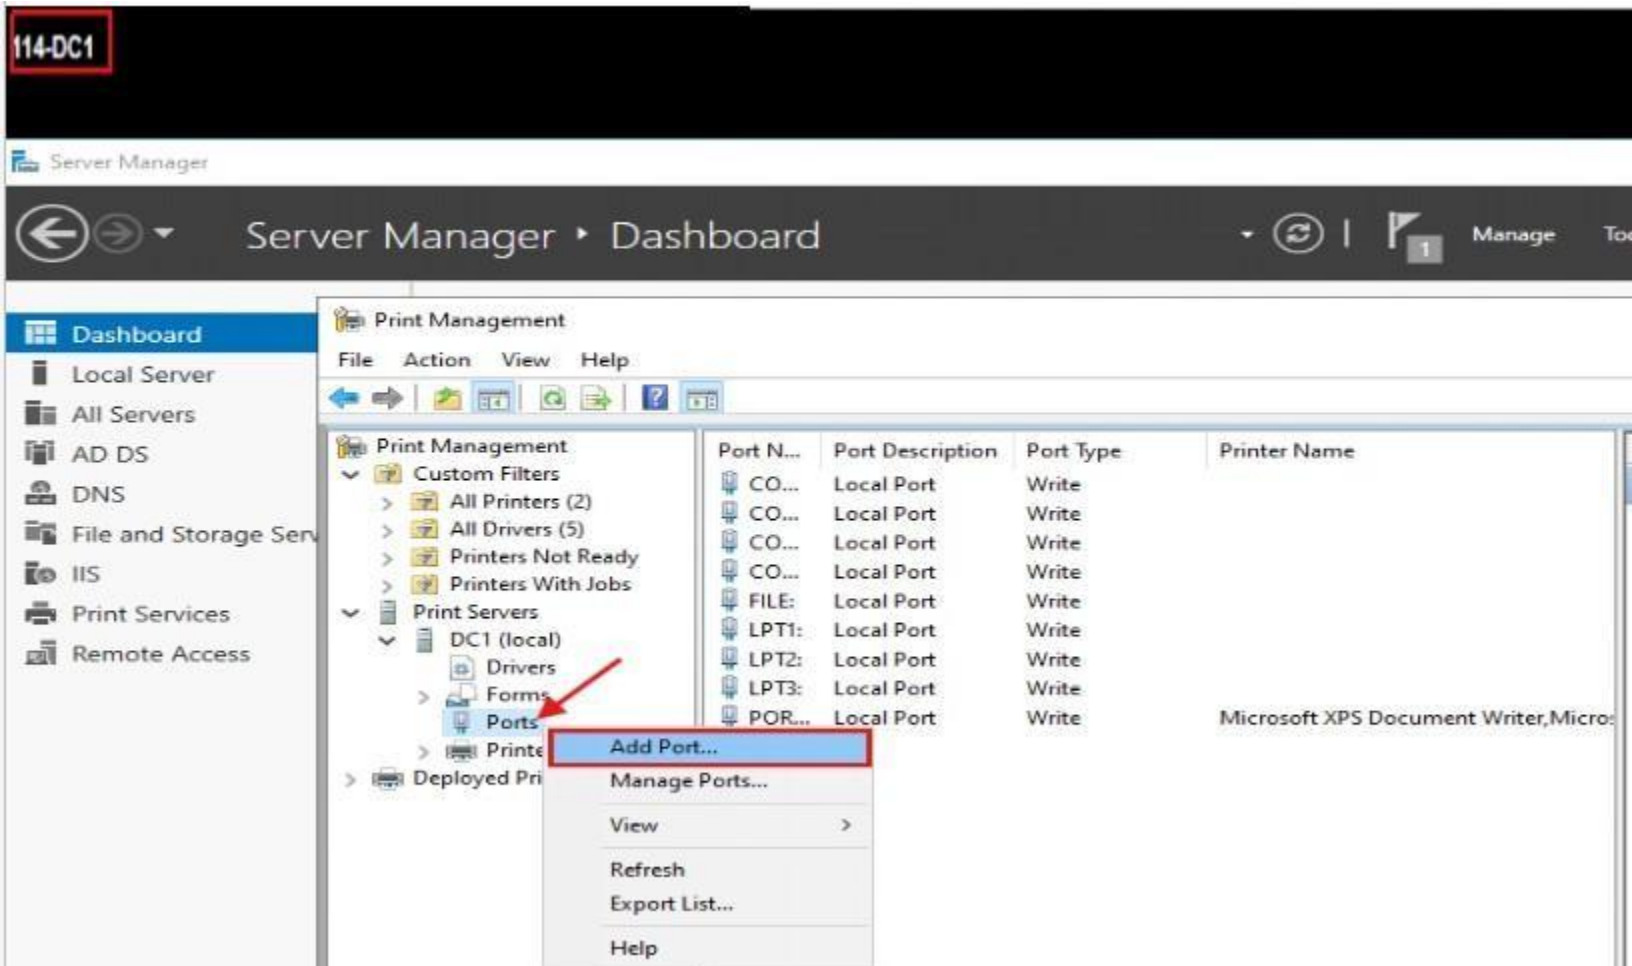 114-DC1
Server Manager
Server Manager • Dashboard
1 Manage
Dashboard
Local Server
All Servers
AD DS
DNS
File and Storage Serv
IIS
Print Services
Remote Access
Print Management
File Action View Help
Print Management
Custom Filters
All Printers (2)
All Drivers (5)
Printers Not Ready
Printers With Jobs
Print Servers
DC1 (local)
Drivers
Forms
Ports
Printe
Deployed Pri
Port N... Port Description Port Type Printer Name
CO... Local Port Write
CO... Local Port Write
CO... Local Port Write
CO... Local Port Write
FILE: Local Port Write
LPT1: Local Port Write
LPT2: Local Port Write
LPT3: Local Port Write
POR... Local Port Write Microsoft XPS Document Writer,Micros
Add Port...
Manage Ports...
View
Refresh
Export List...
Help